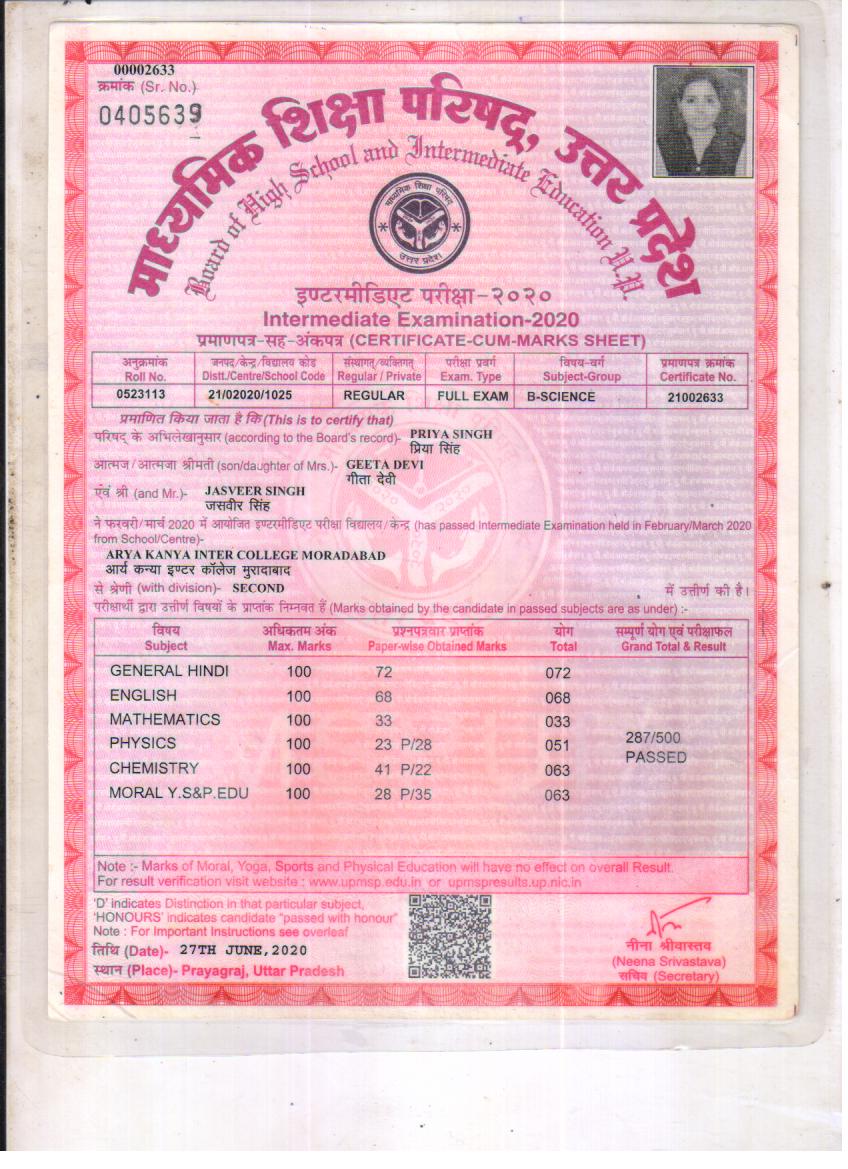 00002633
क्रमांक (Sr. No.)
0405639
माध्यमिक शिक्षा परिषद्, उत्तर प्रदेश
Board of High School and Intermediate Education U.P.
माध्यमिक शिक्षा परिषद्
उत्तर प्रदेश
इण्टरमीडिएट परीक्षा-२०२०
Intermediate Examination-2020
प्रमाणपत्र-सह-अंकपत्र (CERTIFICATE-CUM-MARKS SHEET)
अनुक्रमांक जनपद/केन्द्र/विद्यालय कोड संस्थागत/व्यक्तिगत परीक्षा प्रवर्ग विषय-वर्ग प्रमाणपत्र क्रमांक
Roll No. Distt./Centre/School Code Regular / Private Exam. Type Subject-Group Certificate No.
0523113 21/02020/1025 REGULAR FULL EXAM B-SCIENCE 21002633
प्रमाणित किया जाता है कि (This is to certify that)
परिषद् के अभिलेखानुसार (according to the Board's record)- PRIYA SINGH
प्रिया सिंह
आत्मज/आत्मजा श्रीमती (son/daughter of Mrs.)- GEETA DEVI
गीता देवी
एवं श्री (and Mr.)- JASVEER SINGH
जसवीर सिंह
ने फरवरी/मार्च 2020 में आयोजित इण्टरमीडिएट परीक्षा विद्यालय/केन्द्र (has passed Intermediate Examination held in February/March 2020
from School/Centre)-
ARYA KANYA INTER COLLEGE MORADABAD
आर्य कन्या इण्टर कॉलेज मुरादाबाद
से श्रेणी (with division)- SECOND में उत्तीर्ण की है।
परीक्षार्थी द्वारा उत्तीर्ण विषयों के प्राप्तांक निम्नवत हैं (Marks obtained by the candidate in passed subjects are as under) :-
विषय अधिकतम अंक प्रश्नपत्रवार प्राप्तांक योग सम्पूर्ण योग एवं परीक्षाफल
Subject Max. Marks Paper-wise Obtained Marks Total Grand Total & Result
GENERAL HINDI 100 72 072
ENGLISH 100 68 068
MATHEMATICS 100 33 033
PHYSICS 100 23 P/28 051 287/500
PASSED
CHEMISTRY 100 41 P/22 063
MORAL Y.S&P.EDU 100 28 P/35 063
Note :- Marks of Moral, Yoga, Sports and Physical Education will have no effect on overall Result.
For result verification visit website : www.upmsp.edu.in or upmspresults.up.nic.in
'D' indicates Distinction in that particular subject,
'HONOURS' indicates candidate "passed with honour"
Note : For Important Instructions see overleaf
तिथि (Date)- 27TH JUNE,2020
स्थान (Place)- Prayagraj, Uttar Pradesh
नीना श्रीवास्तव
(Neena Srivastava)
सचिव (Secretary)